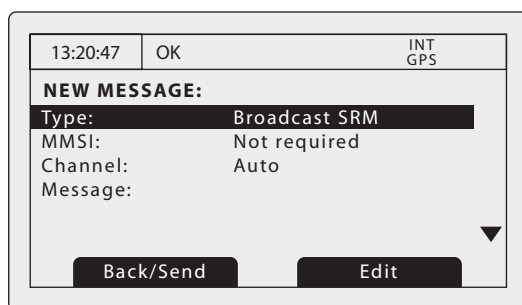 13:20:47 OK INT
GPS
NEW MESSAGE:
Type: Broadcast SRM
MMSI: Not required
Channel: Auto
Message:
Back/Send Edit